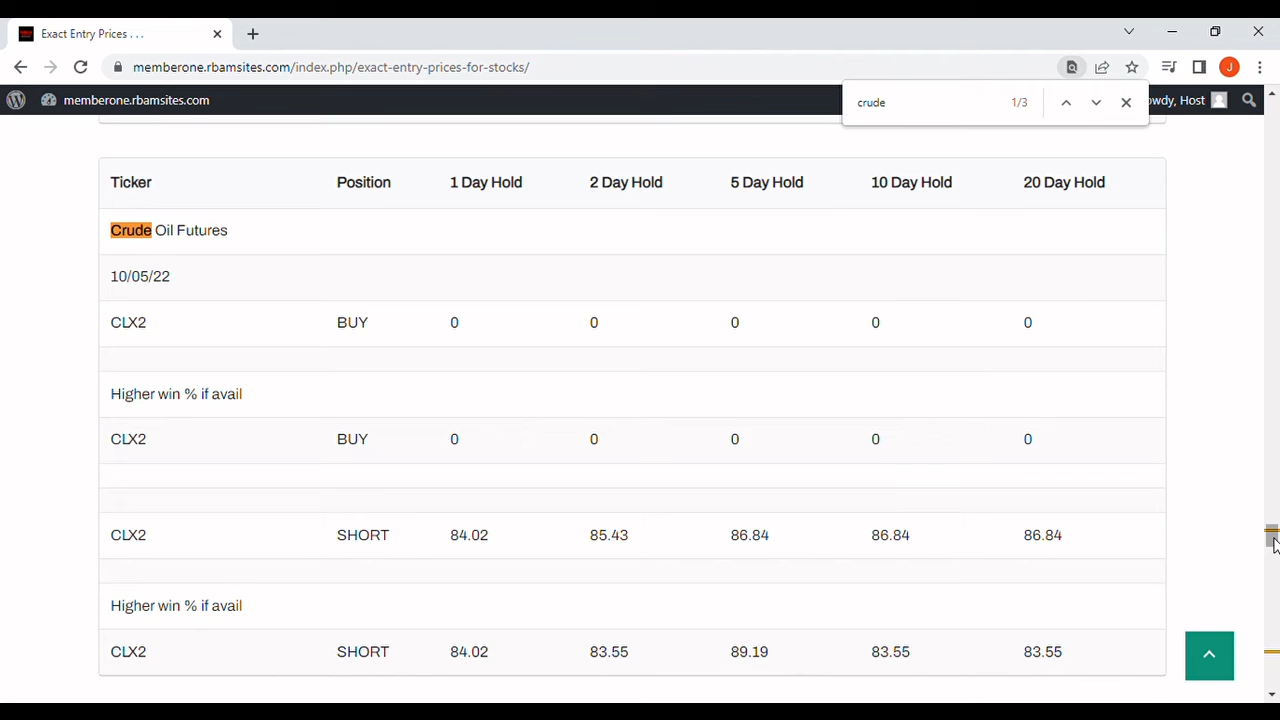 Exact Entry Prices . . .
memberone.rbamsites.com/index.php/exact-entry-prices-for-stocks/
J
memberone.rbamsites.com
owdy, Host
crude 1/3
Ticker Position 1 Day Hold 2 Day Hold 5 Day Hold 10 Day Hold 20 Day Hold
Crude Oil Futures
10/05/22
CLX2 BUY 0 0 0 0 0
Higher win % if avail
CLX2 BUY 0 0 0 0 0
CLX2 SHORT 84.02 85.43 86.84 86.84 86.84
Higher win % if avail
CLX2 SHORT 84.02 83.55 89.19 83.55 83.55